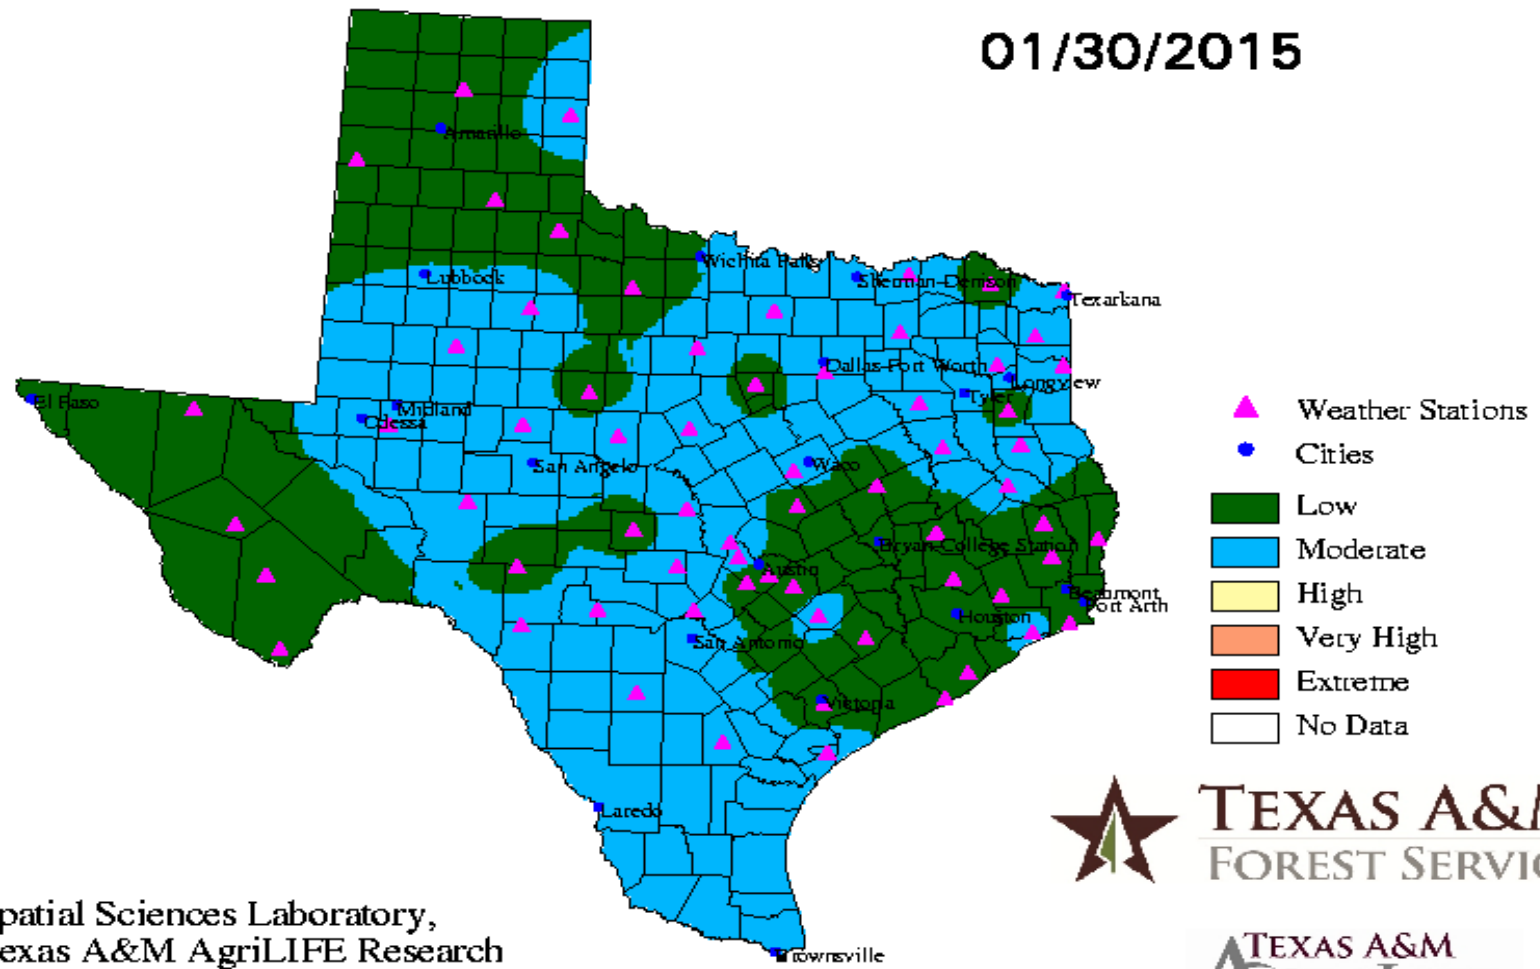 01/30/2015
Amarillo
Lubbock
Wichita Falls
Sherman-Denison
Texarkana
Dallas-Fort Worth
Longview
Tyler
El Paso
Midland
Odessa
San Angelo
Waco
Bryan-College Station
Austin
Beaumont
Port Arth
Houston
San Antonio
Victoria
Laredo
Brownsville
Weather Stations
Cities
Low
Moderate
High
Very High
Extreme
No Data
TEXAS A&M
FOREST SERVIC
patial Sciences Laboratory,
exas A&M AgriLIFE Research
TEXAS A&M